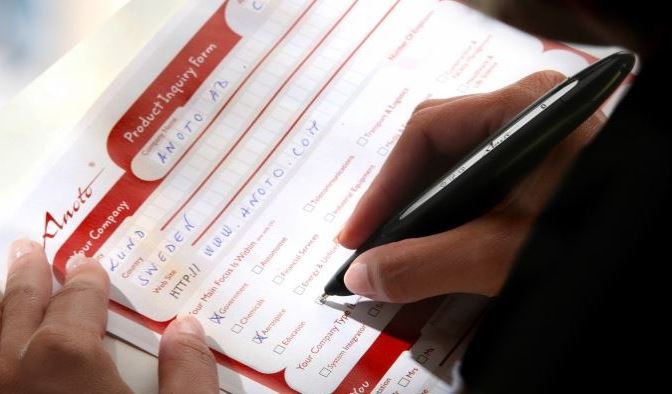 Anoto
Product Inquiry Form
Company Name
ANOTO AB
Your Company
LUND
Country
SWEDEN
Web Site
HTTP:// WWW.ANOTO.COM
Your Main Focus Is Within
☒ Government
☐ Chemicals
☒ Aerospace
☐ Education
☐ Automotive
☐ Financial Services
☐ Energy &
☐ Telecommunications
☐ Industrial Equipment
☐ Transport & Logistics
Number Of Employees
Your Company Type
☐ System Integrator
You
☐ Mr
☐ Mrs